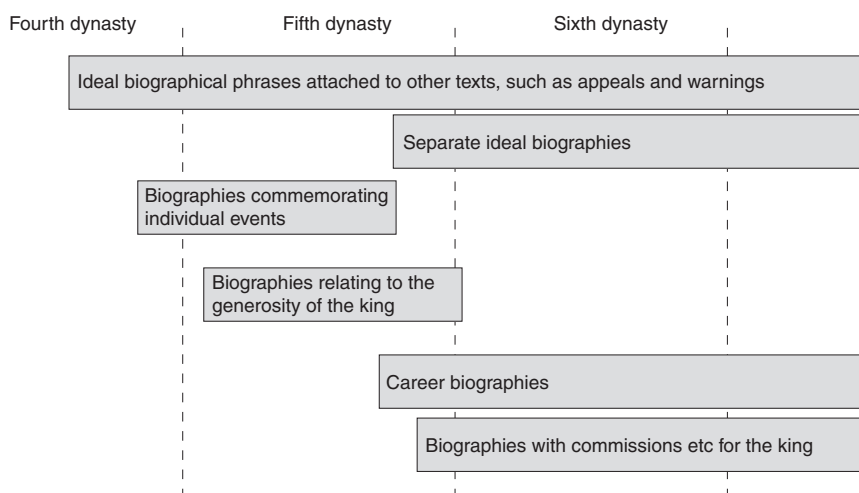 Fourth dynasty Fifth dynasty Sixth dynasty
Ideal biographical phrases attached to other texts, such as appeals and warnings
Separate ideal biographies
Biographies commemorating
individual events
Biographies relating to the
generosity of the king
Career biographies
Biographies with commissions etc for the king